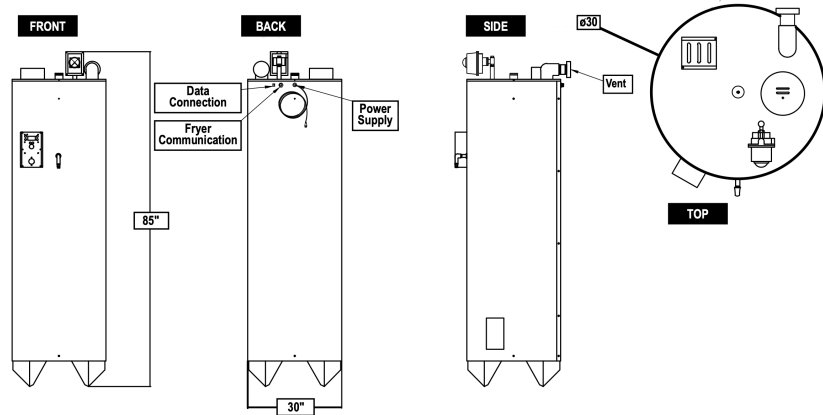 FRONT
BACK
SIDE
ø30
Data
Connection
Fryer
Communication
Power
Supply
Vent
85"
TOP
30"